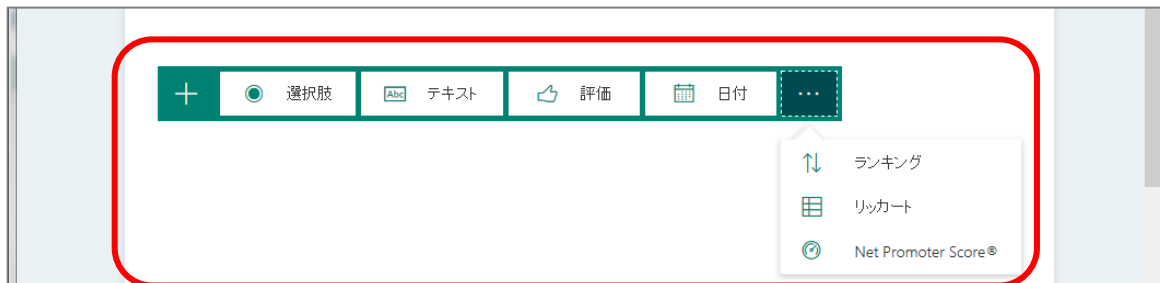 選択肢 Abc テキスト 評価 日付 ...
ランキング
リッカート
Net Promoter Score®